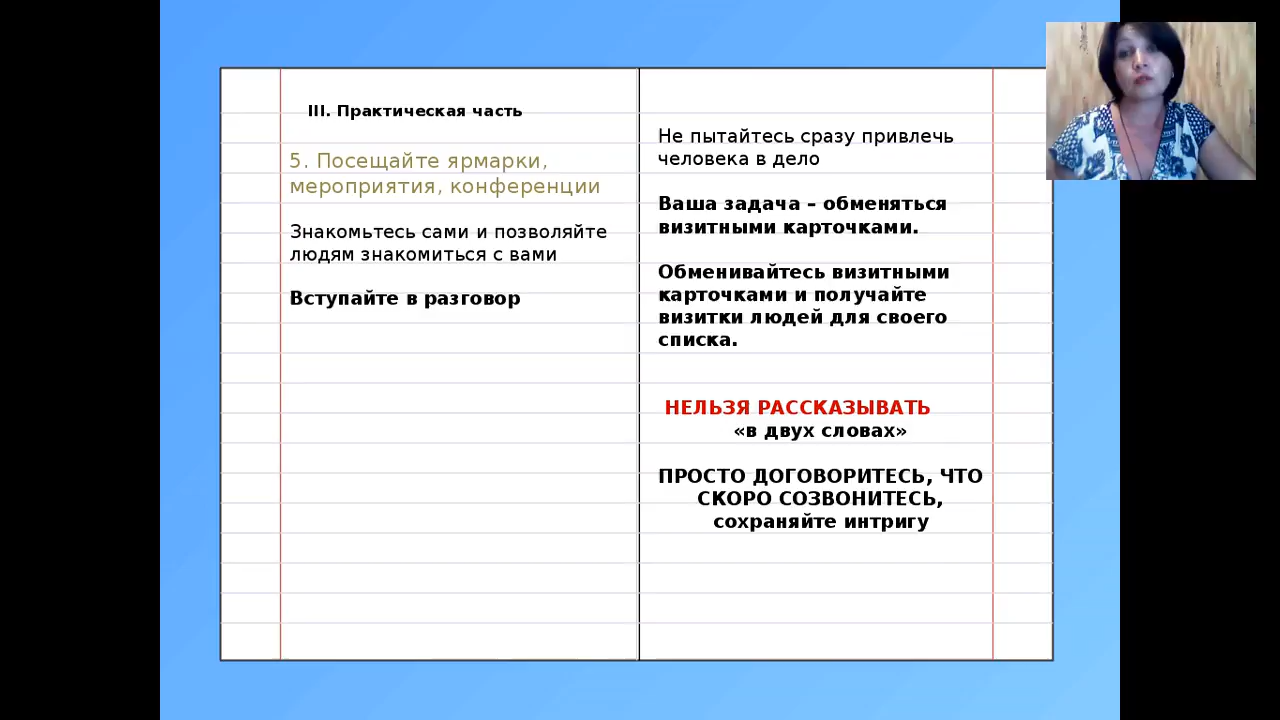 III. Практическая часть
5. Посещайте ярмарки,
мероприятия, конференции
Знакомьтесь сами и позволяйте
людям знакомиться с вами
Вступайте в разговор
Не пытайтесь сразу привлечь
человека в дело
Ваша задача – обменяться
визитными карточками.
Обменивайтесь визитными
карточками и получайте
визитки людей для своего
списка.
НЕЛЬЗЯ РАССКАЗЫВАТЬ
«в двух словах»
ПРОСТО ДОГОВОРИТЕСЬ, ЧТО
СКОРО СОЗВОНИТЕСЬ,
сохраняйте интригу